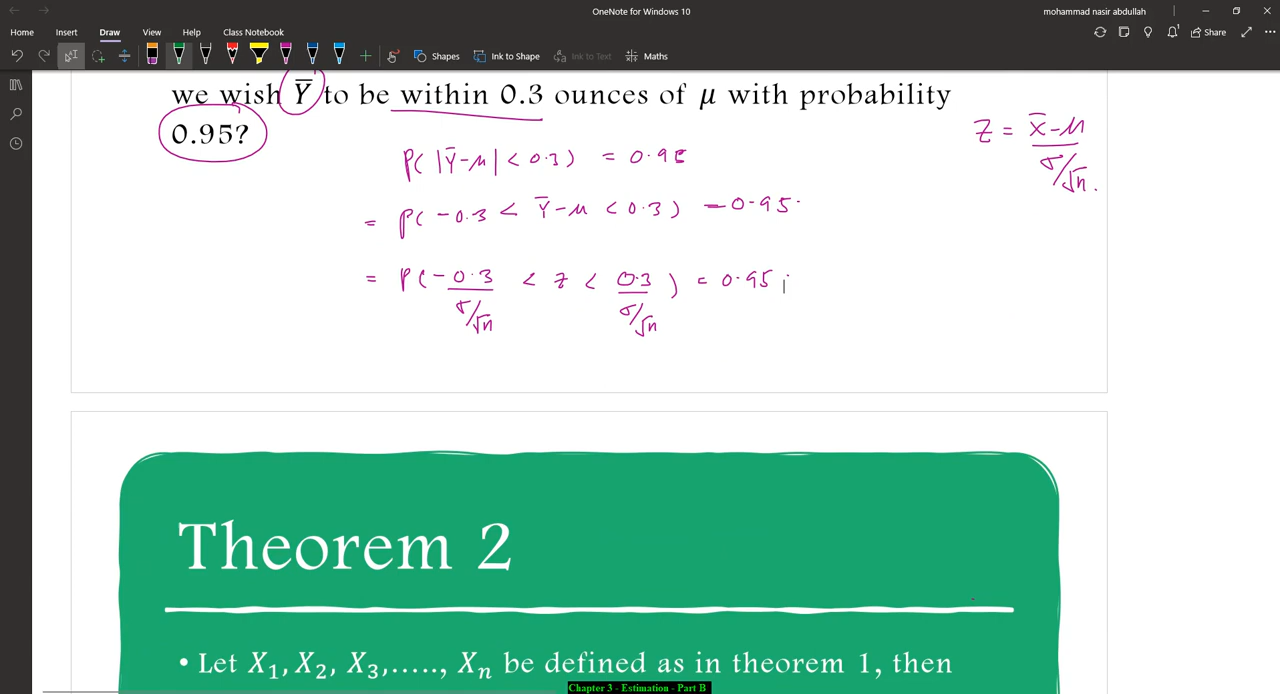 OneNote for Windows 10
mohammad nasir abdullah
Home Insert Draw View Help Class Notebook
Share
Shapes Ink to Shape Ink to Text Maths
we wish Y̅ to be within 0.3 ounces of μ with probability
0.95?
Z = X̅-μ / σ/√n.
P( |Y̅-μ| < 0.3 ) = 0.95
= P( -0.3 < Y̅-μ < 0.3 ) = 0.95.
= P( -0.3 / σ/√n < Z < 0.3 / σ/√n ) = 0.95
Theorem 2
• Let X₁, X₂, X₃,....., Xₙ be defined as in theorem 1, then
Chapter 3 - Estimation - Part B